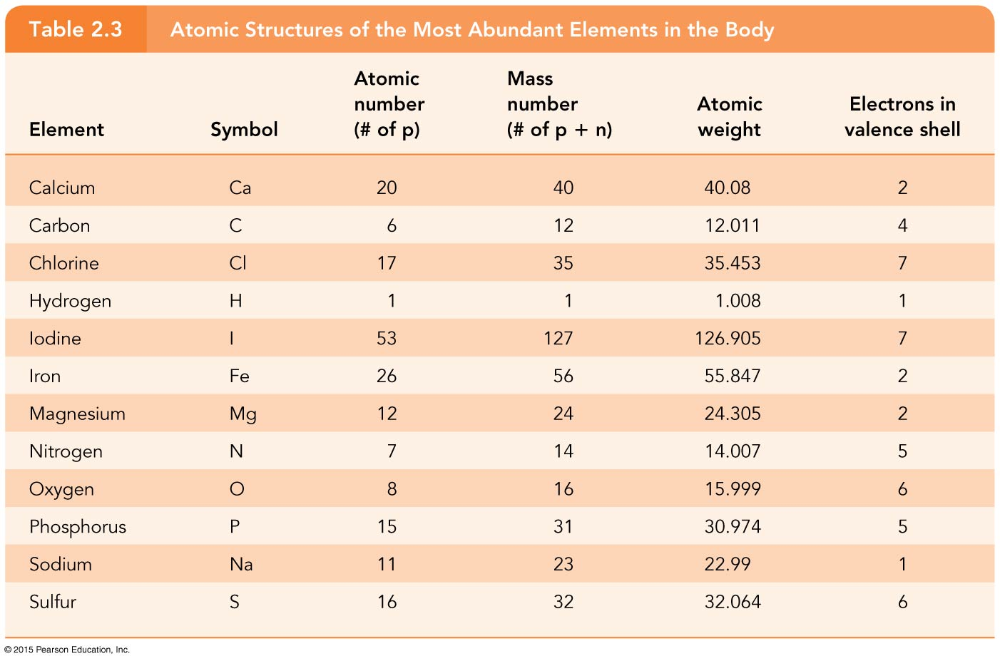 Table 2.3 Atomic Structures of the Most Abundant Elements in the Body
Element Symbol Atomic number (# of p) Mass number (# of p + n) Atomic weight Electrons in valence shell
Calcium Ca 20 40 40.08 2
Carbon C 6 12 12.011 4
Chlorine Cl 17 35 35.453 7
Hydrogen H 1 1 1.008 1
Iodine I 53 127 126.905 7
Iron Fe 26 56 55.847 2
Magnesium Mg 12 24 24.305 2
Nitrogen N 7 14 14.007 5
Oxygen O 8 16 15.999 6
Phosphorus P 15 31 30.974 5
Sodium Na 11 23 22.99 1
Sulfur S 16 32 32.064 6
© 2015 Pearson Education, Inc.